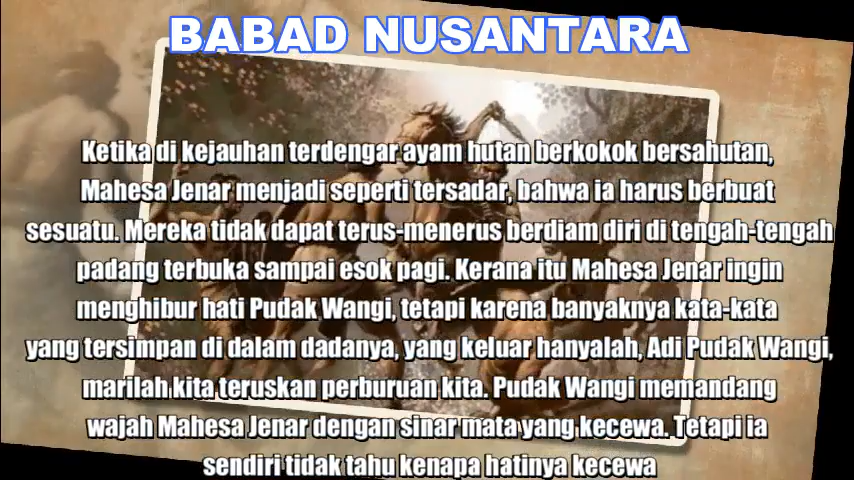 BABAD NUSANTARA
Ketika di kejauhan terdengar ayam hutan berkokok bersahutan,
Mahesa Jenar menjadi seperti tersadar, bahwa ia harus berbuat
sesuatu. Mereka tidak dapat terus-menerus berdiam diri di tengah-tengah
padang terbuka sampai esok pagi. Kerana itu Mahesa Jenar ingin
menghibur hati Pudak Wangi, tetapi karena banyaknya kata-kata
yang tersimpan di dalam dadanya, yang keluar hanyalah, Adi Pudak Wangi,
marilah kita teruskan perburuan kita. Pudak Wangi memandang
wajah Mahesa Jenar dengan sinar mata yang kecewa. Tetapi ia
sendiri tidak tahu kenapa hatinya kecewa